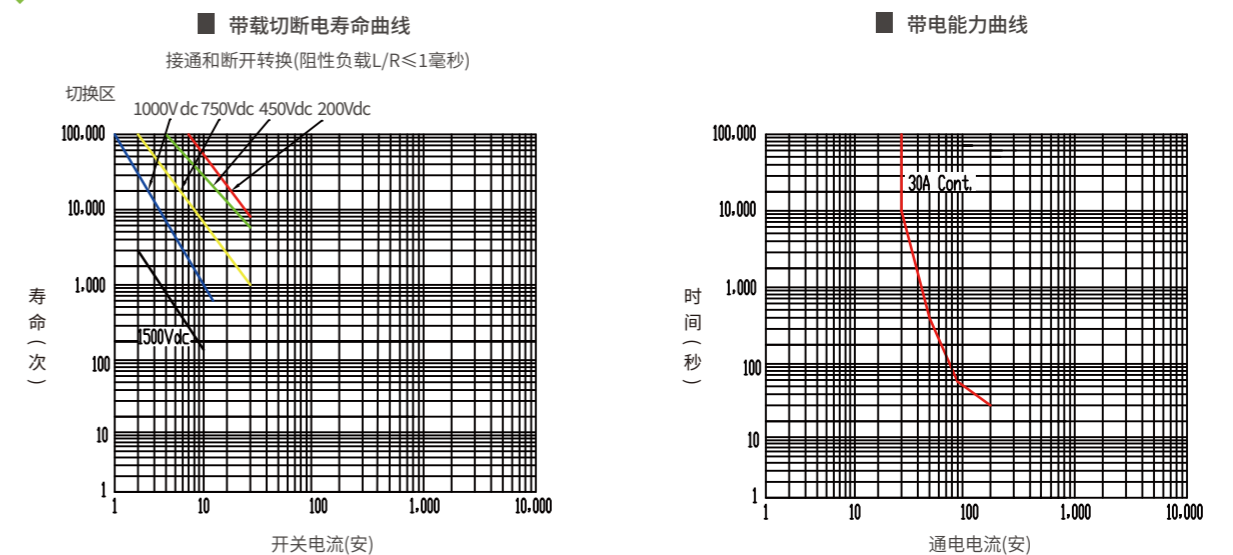 带载切断电寿命曲线
接通和断开转换(阻性负载L/R≤1毫秒)
切换区
1000Vdc 750Vdc 450Vdc 200Vdc
100.000
10.000
1.000
100
10
1
1500Vdc
寿命(次)
1 10 100 1.000 10.000
开关电流(安)
带电能力曲线
100.000
10.000
1.000
100
10
1
30A Cont.
时间(秒)
1 10 100 1.000 10.000
通电电流(安)